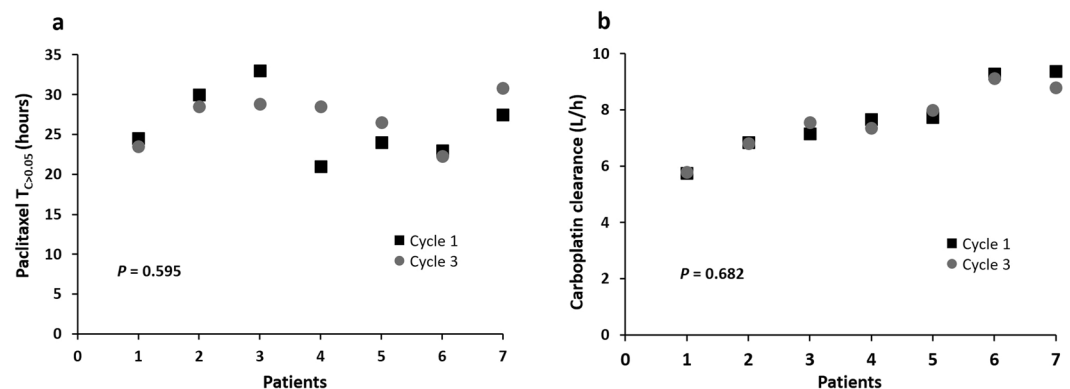 a
Paclitaxel T_C>0.05 (hours)
35
30
25
20
15
10
5
0
0 1 2 3 4 5 6 7
Patients
Cycle 1
Cycle 3
P = 0.595
b
Carboplatin clearance (L/h)
10
8
6
4
2
0
0 1 2 3 4 5 6 7
Patients
Cycle 1
Cycle 3
P = 0.682